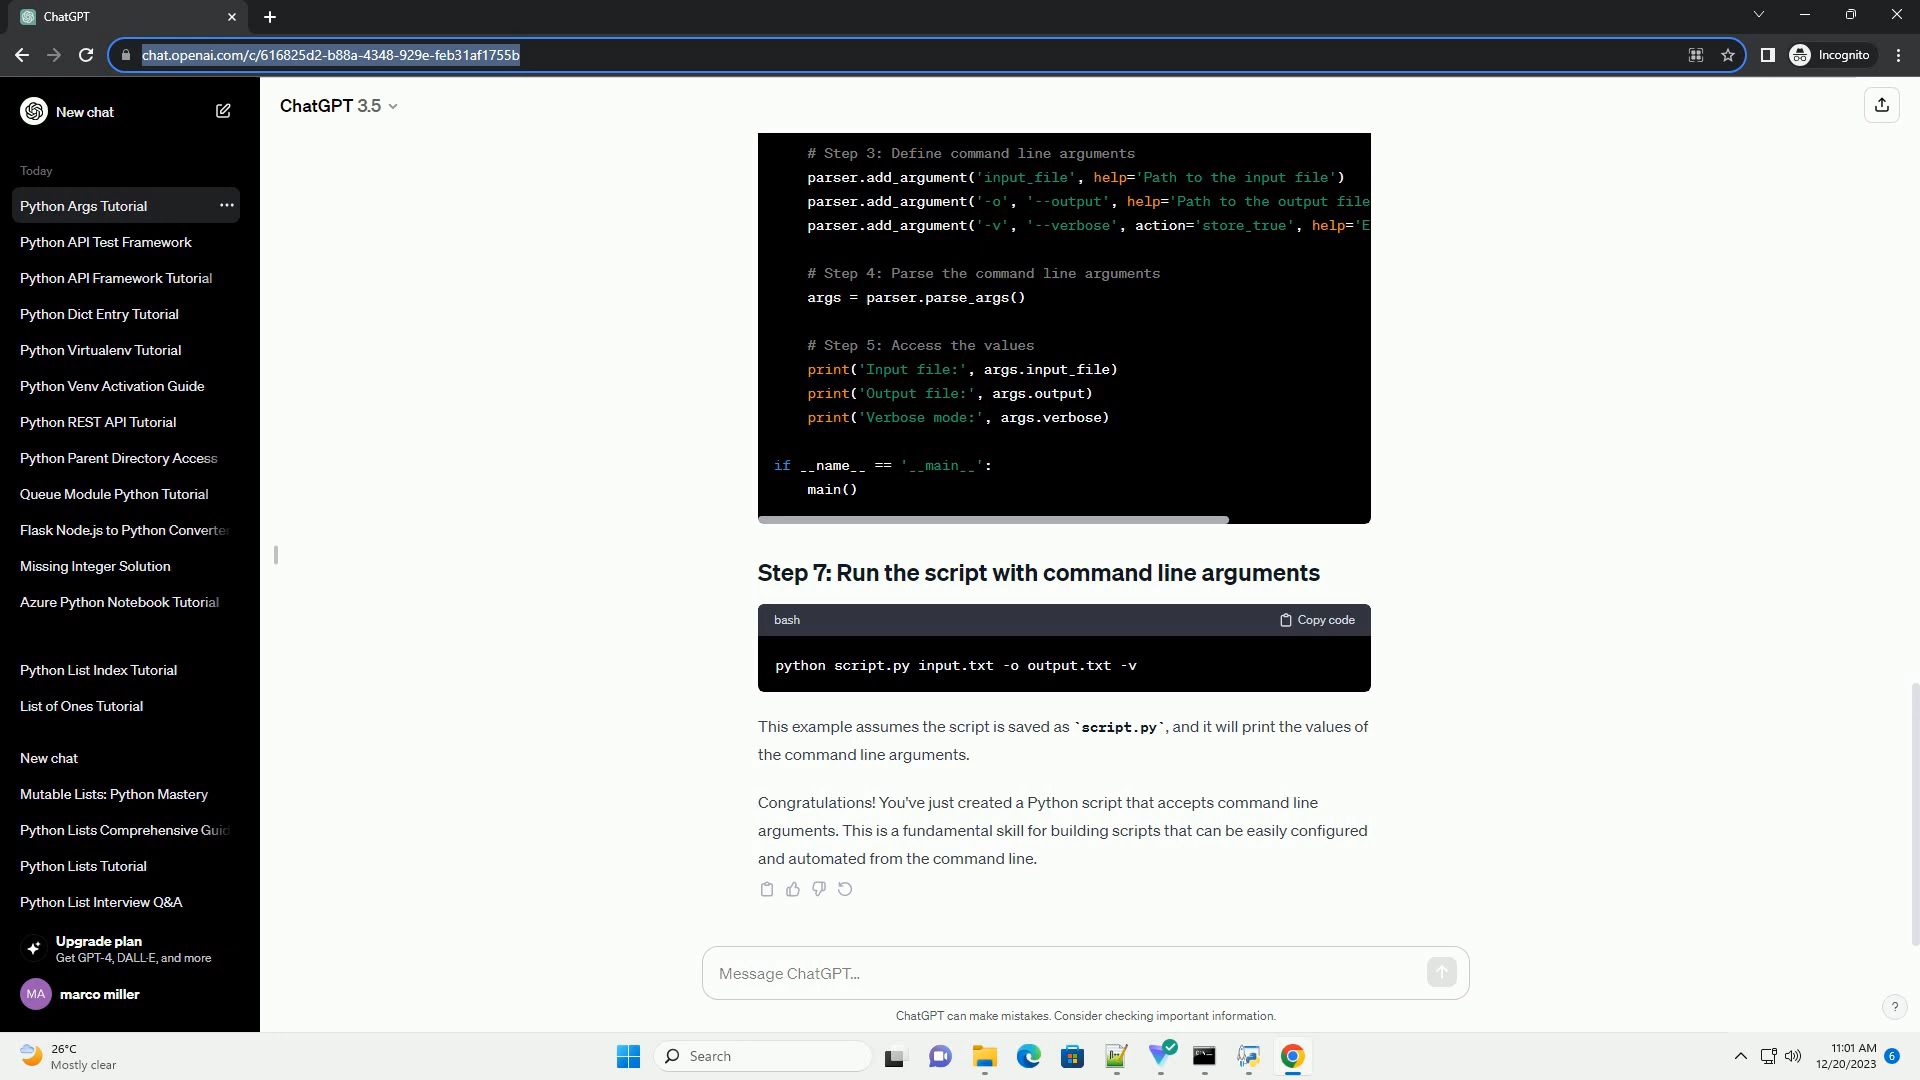 ChatGPT
chat.openai.com/c/616825d2-b88a-4348-929e-feb31af1755b
Incognito
New chat
ChatGPT 3.5
Today
Python Args Tutorial
Python API Test Framework
Python API Framework Tutorial
Python Dict Entry Tutorial
Python Virtualenv Tutorial
Python Venv Activation Guide
Python REST API Tutorial
Python Parent Directory Access
Queue Module Python Tutorial
Flask Node.js to Python Converter
Missing Integer Solution
Azure Python Notebook Tutorial
Python List Index Tutorial
List of Ones Tutorial
New chat
Mutable Lists: Python Mastery
Python Lists Comprehensive Guid
Python Lists Tutorial
Python List Interview Q&A
Upgrade plan
Get GPT-4, DALL·E, and more
MA
marco miller
# Step 3: Define command line arguments
parser.add_argument('input_file', help='Path to the input file')
parser.add_argument('-o', '--output', help='Path to the output file
parser.add_argument('-v', '--verbose', action='store_true', help='E
# Step 4: Parse the command line arguments
args = parser.parse_args()
# Step 5: Access the values
print('Input file:', args.input_file)
print('Output file:', args.output)
print('Verbose mode:', args.verbose)
if __name__ == '__main__':
main()
Step 7: Run the script with command line arguments
bash
Copy code
python script.py input.txt -o output.txt -v
This example assumes the script is saved as `script.py`, and it will print the values of
the command line arguments.
Congratulations! You've just created a Python script that accepts command line
arguments. This is a fundamental skill for building scripts that can be easily configured
and automated from the command line.
Message ChatGPT...
ChatGPT can make mistakes. Consider checking important information.
?
26°C
Mostly clear
Search
11:01 AM
12/20/2023
6